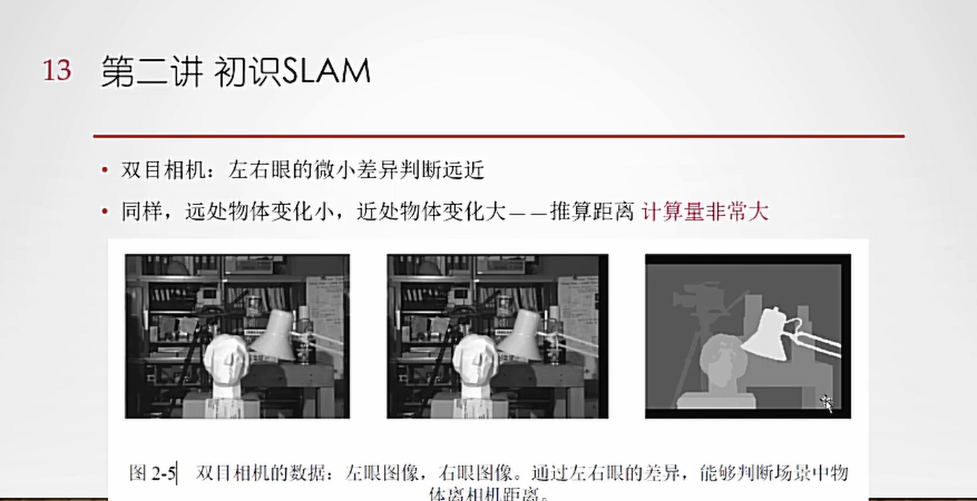 13 第二讲 初识SLAM
• 双目相机：左右眼的微小差异判断远近
• 同样，远处物体变化小，近处物体变化大——推算距离 计算量非常大
图 2-5 双目相机的数据：左眼图像，右眼图像。通过左右眼的差异，能够判断场景中物
体离相机距离。